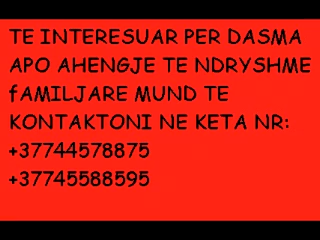 TE INTERESUAR PER DASMA
APO AHENGJE TE NDRYSHME
fAMILJARE MUND TE
KONTAKTONI NE KETA NR:
+37744578875
+37745588595